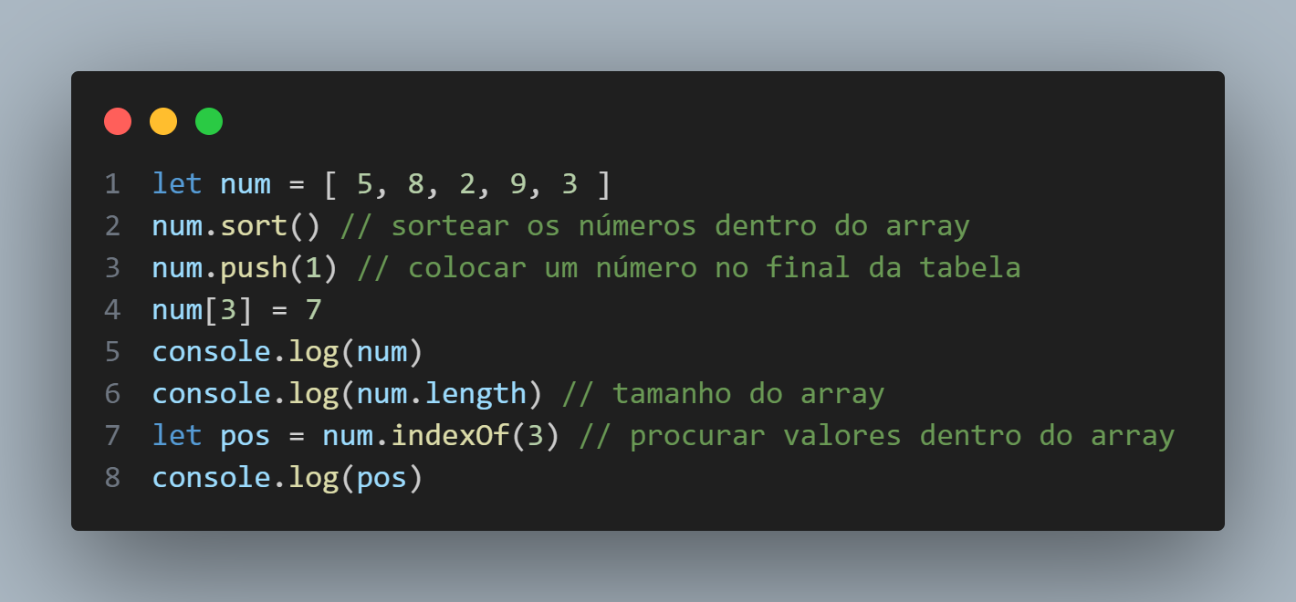 1 let num = [ 5, 8, 2, 9, 3 ]
2 num.sort() // sortear os números dentro do array
3 num.push(1) // colocar um número no final da tabela
4 num[3] = 7
5 console.log(num)
6 console.log(num.length) // tamanho do array
7 let pos = num.indexOf(3) // procurar valores dentro do array
8 console.log(pos)